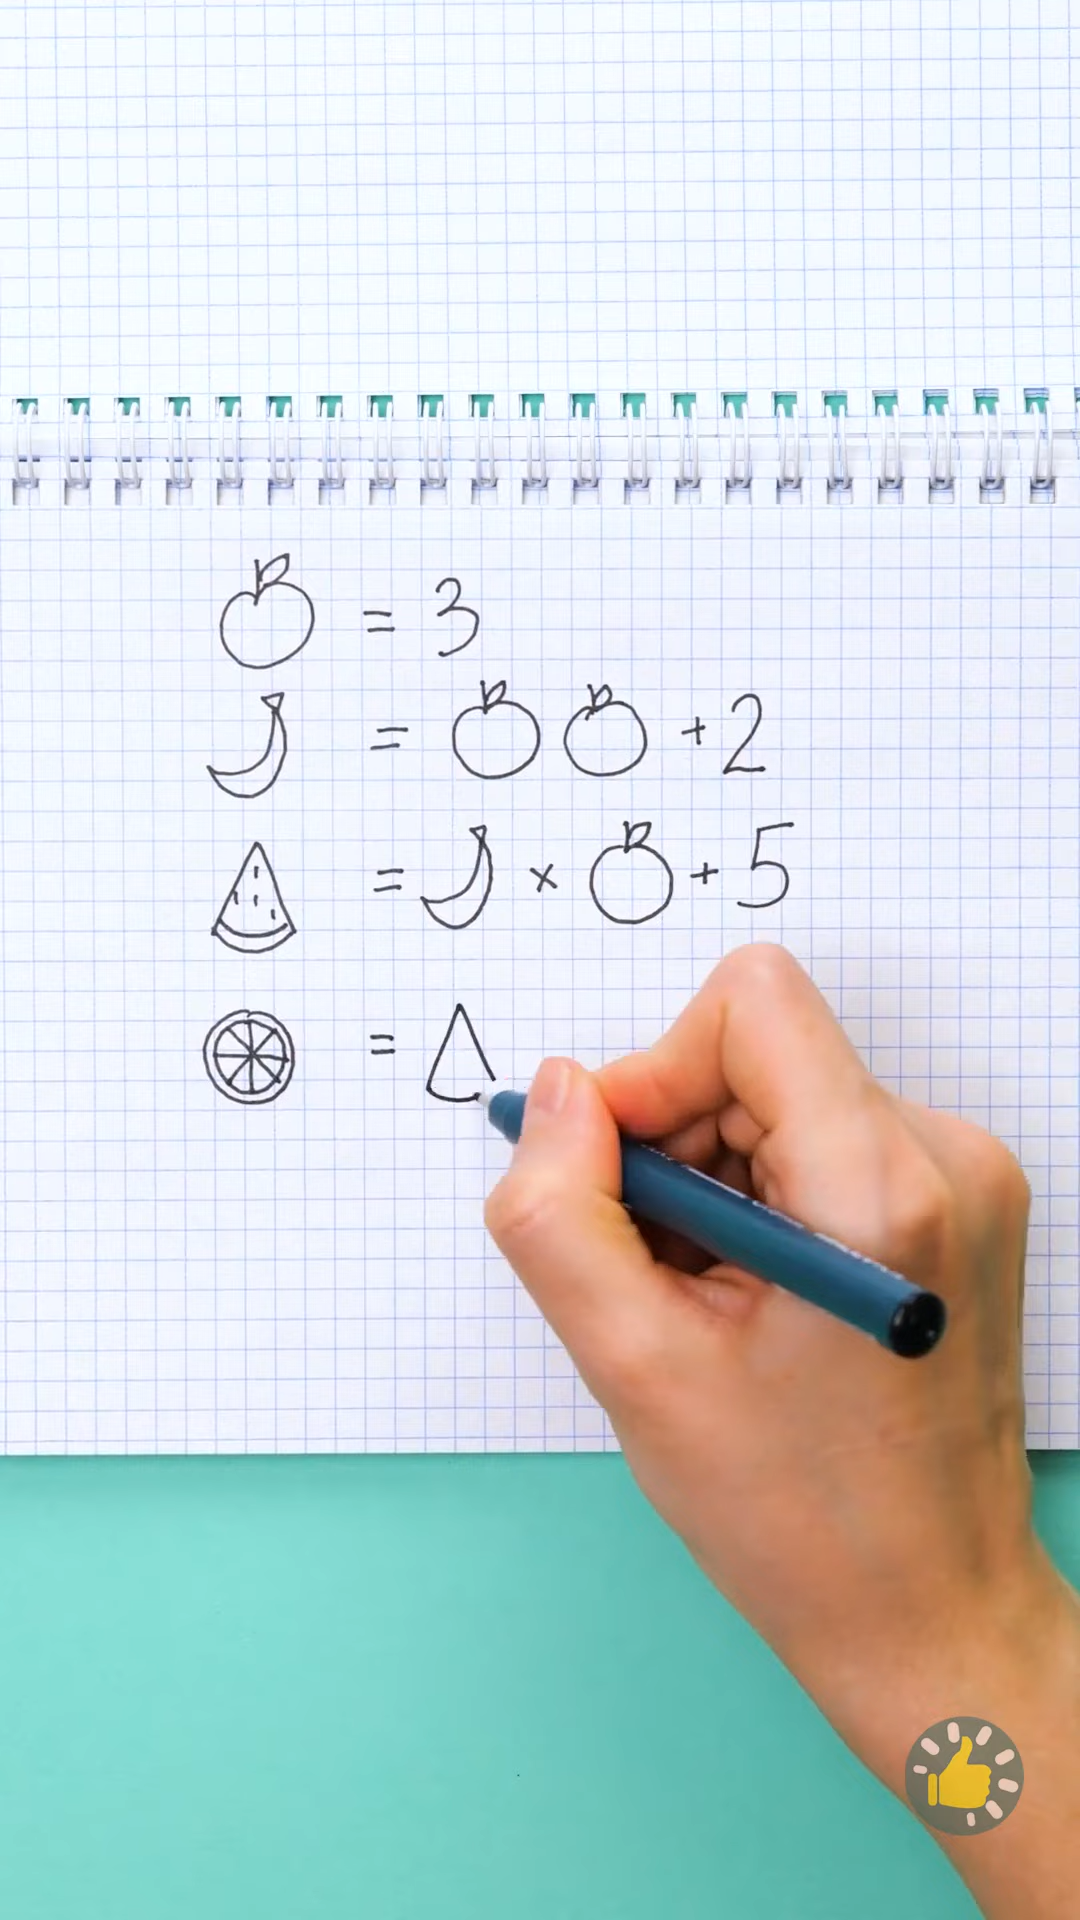 = 3
= + 2
= × + 5
=